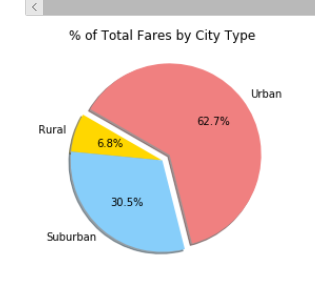 % of Total Fares by City Type
Urban
62.7%
Rural
6.8%
30.5%
Suburban